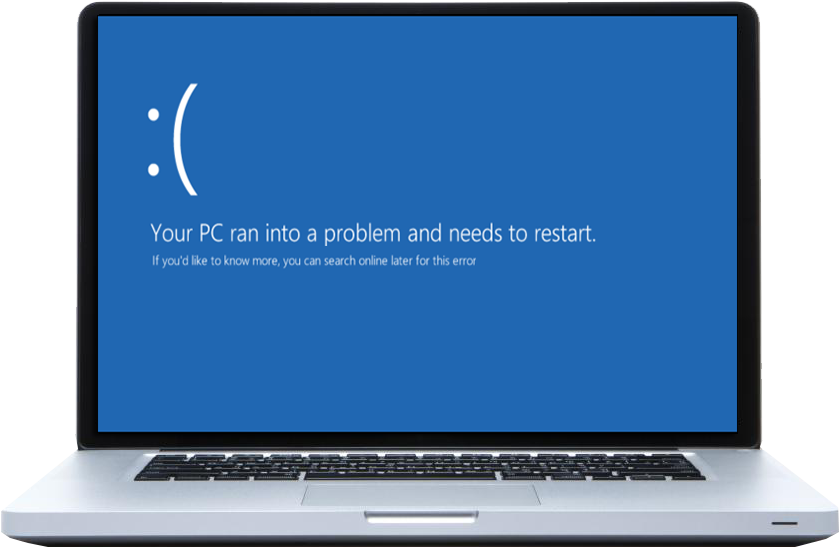 :(
Your PC ran into a problem and needs to restart.
If you'd like to know more, you can search online later for this error